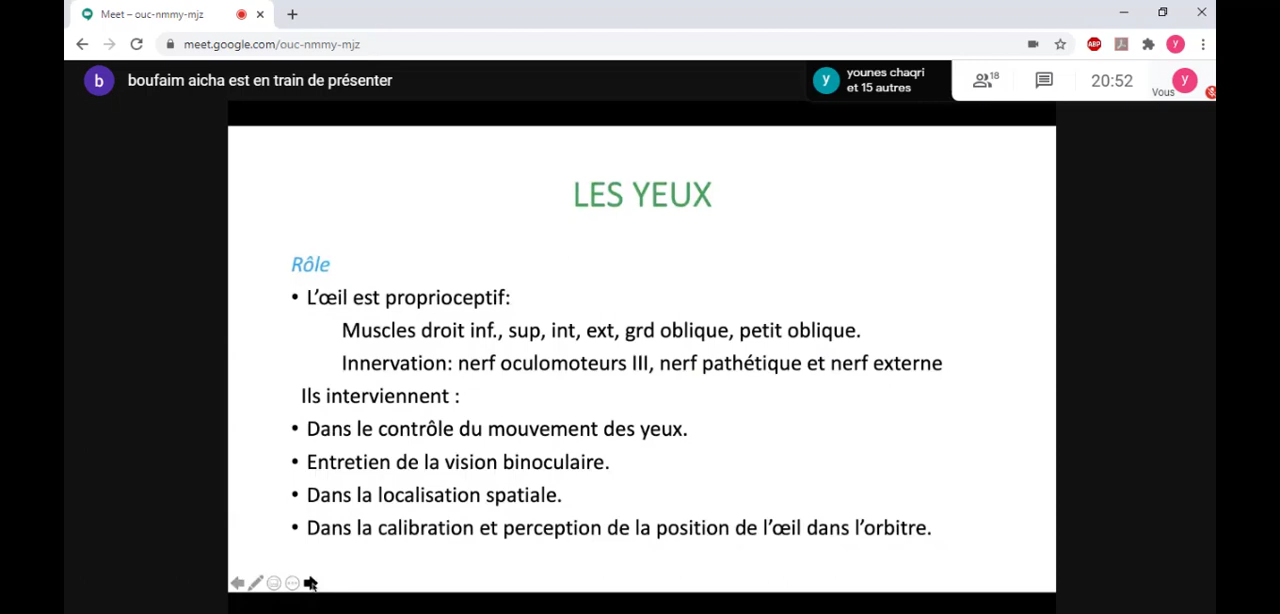 Meet – ouc-nmmy-mjz
meet.google.com/ouc-nmmy-mjz
ABP
y
b
boufaim aicha est en train de présenter
y
younes chaqri
et 15 autres
18
20:52
Vous
y
LES YEUX
Rôle
• L'œil est proprioceptif:
Muscles droit inf., sup, int, ext, grd oblique, petit oblique.
Innervation: nerf oculomoteurs III, nerf pathétique et nerf externe
Ils interviennent :
• Dans le contrôle du mouvement des yeux.
• Entretien de la vision binoculaire.
• Dans la localisation spatiale.
• Dans la calibration et perception de la position de l'œil dans l'orbitre.